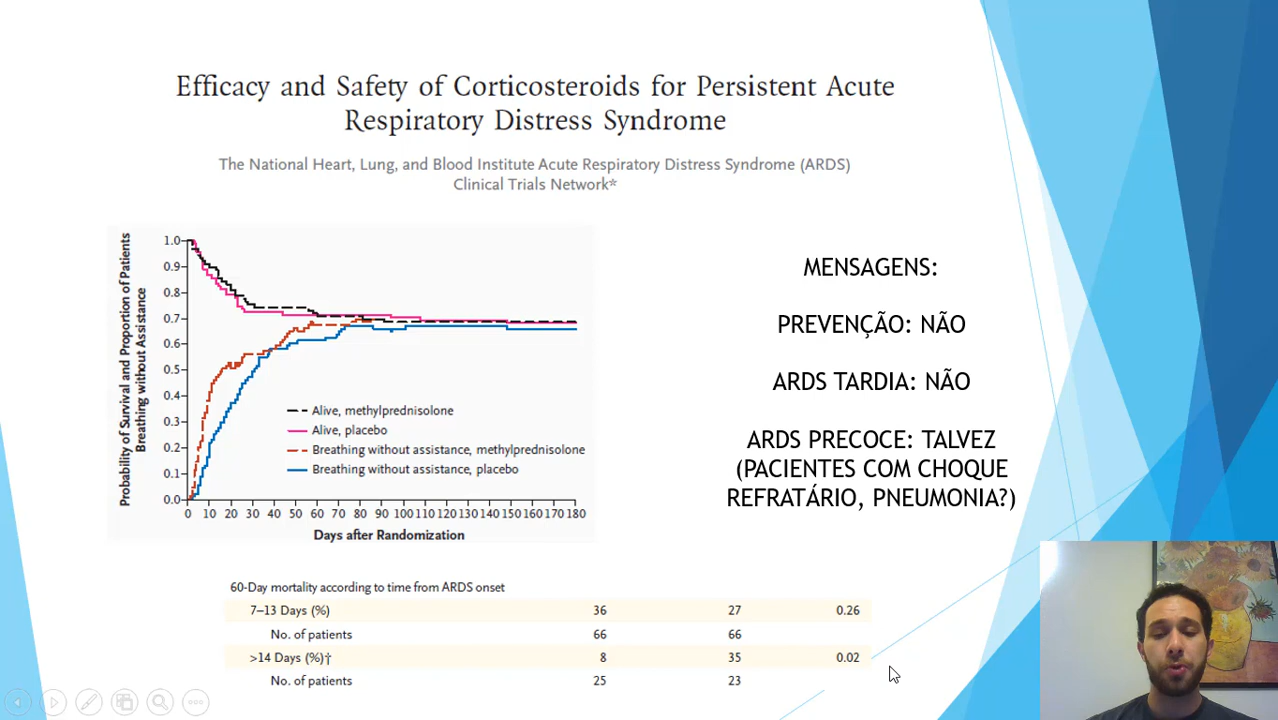 Efficacy and Safety of Corticosteroids for Persistent Acute
Respiratory Distress Syndrome
The National Heart, Lung, and Blood Institute Acute Respiratory Distress Syndrome (ARDS)
Clinical Trials Network*
Probability of Survival and Proportion of Patients
Breathing without Assistance
1.0
0.9
0.8
0.7
0.6
0.5
0.4
0.3
0.2
0.1
0.0
Alive, methylprednisolone
Alive, placebo
Breathing without assistance, methylprednisolone
Breathing without assistance, placebo
0 10 20 30 40 50 60 70 80 90 100 110 120 130 140 150 160 170 180
Days after Randomization
MENSAGENS:
PREVENÇÃO: NÃO
ARDS TARDIA: NÃO
ARDS PRECOCE: TALVEZ
(PACIENTES COM CHOQUE
REFRATÁRIO, PNEUMONIA?)
60-Day mortality according to time from ARDS onset
7–13 Days (%) 36 27 0.26
No. of patients 66 66
>14 Days (%)† 8 35 0.02
No. of patients 25 23